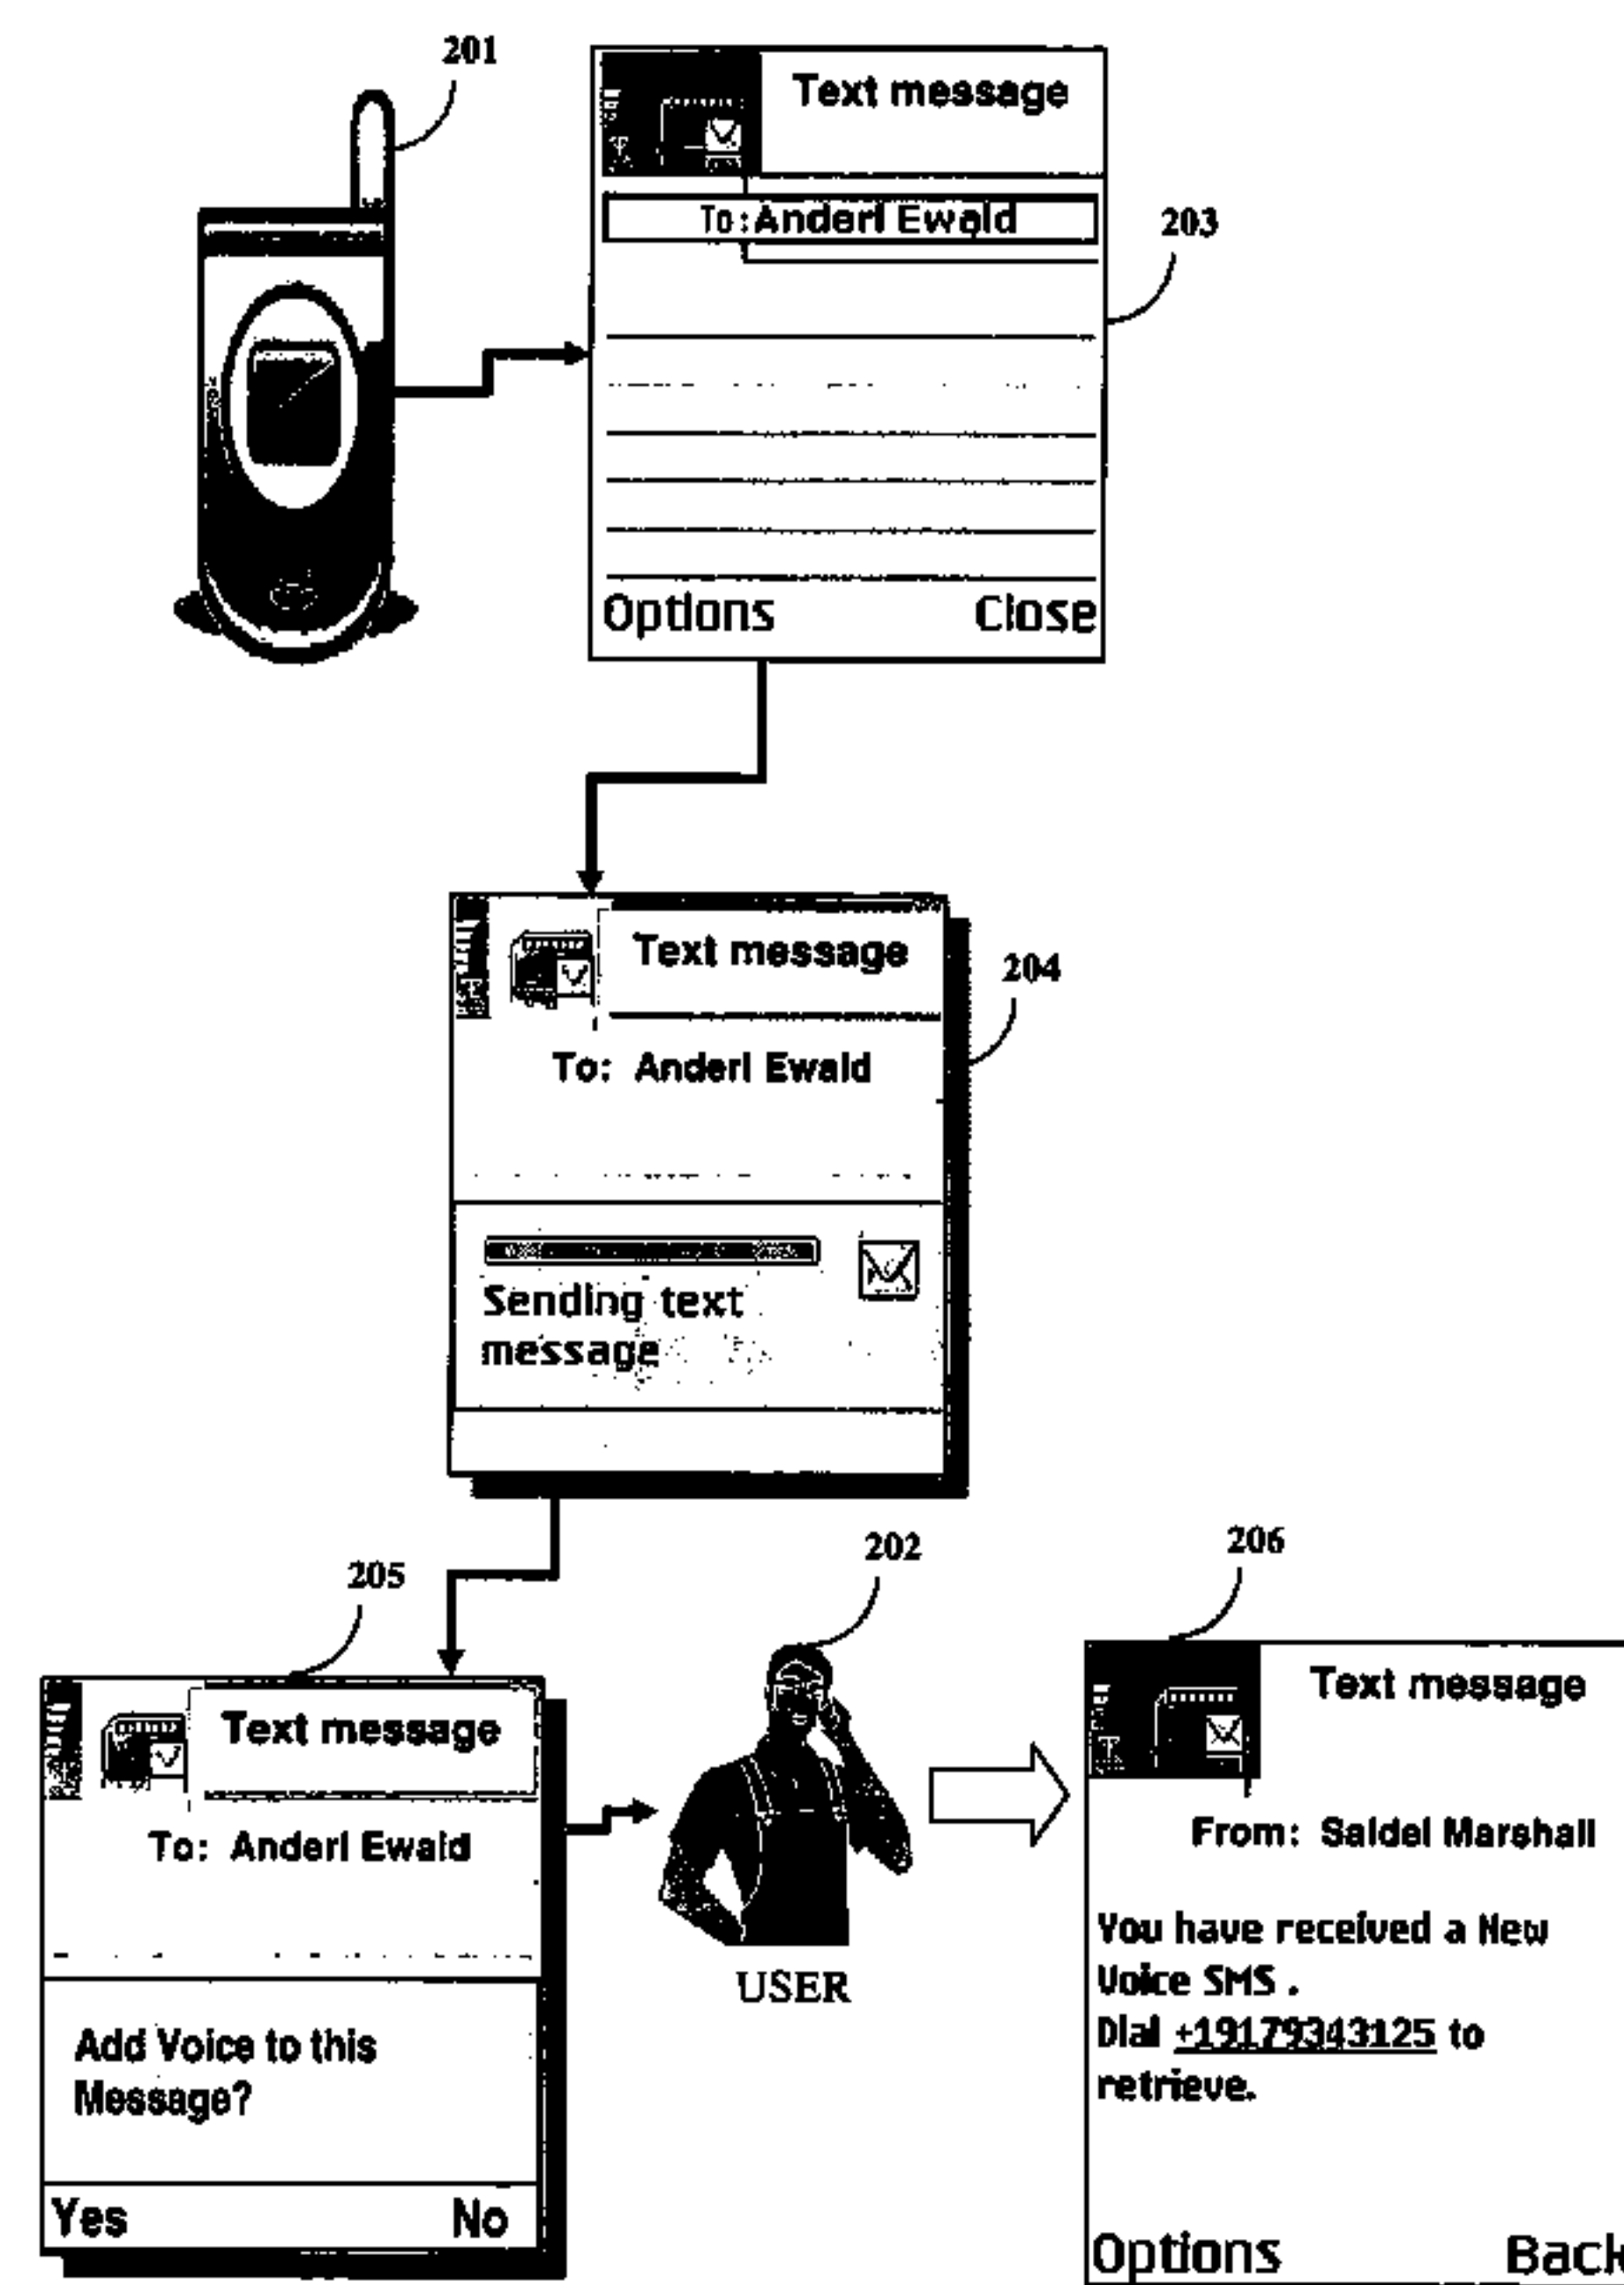 201
Text message
To: Anderl Ewald
203
Options Close
Text message
204
To: Anderl Ewald
Sending text
message
205
202
206
Text message
To: Anderl Ewald
Add Voice to this
Message?
Yes No
USER
Text message
From: Saldel Marshall
You have received a New
Voice SMS .
Dial +19179343125 to
retrieve.
Options Back